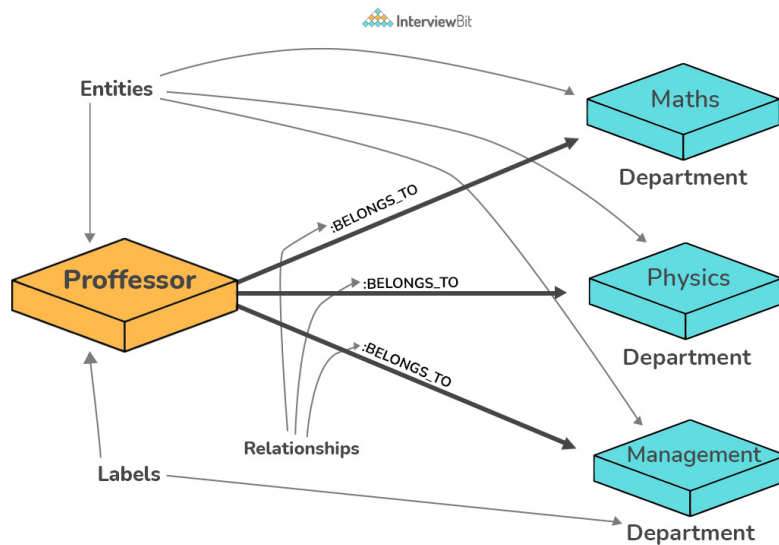 InterviewBit
Entities
Maths
Department
:BELONGS_TO
Proffessor
:BELONGS_TO
Physics
Department
:BELONGS_TO
Relationships
Management
Labels
Department